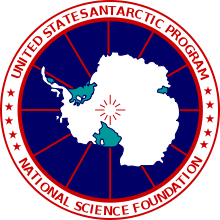 UNITED STATES ANTARCTIC PROGRAM
NATIONAL SCIENCE FOUNDATION